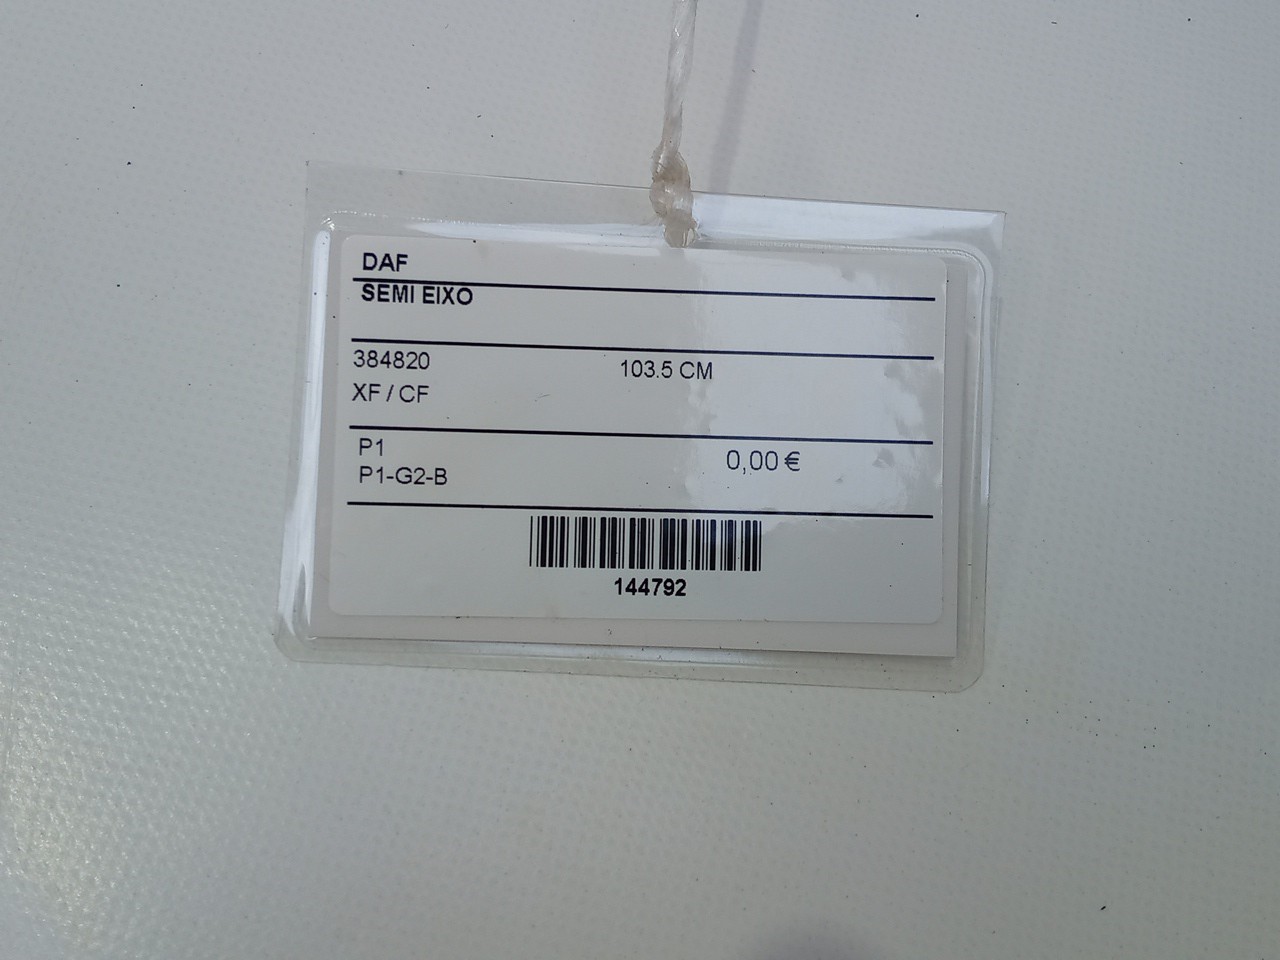 DAF
SEMI EIXO
384820 103.5 CM
XF / CF
P1 0,00 €
P1-G2-B
144792